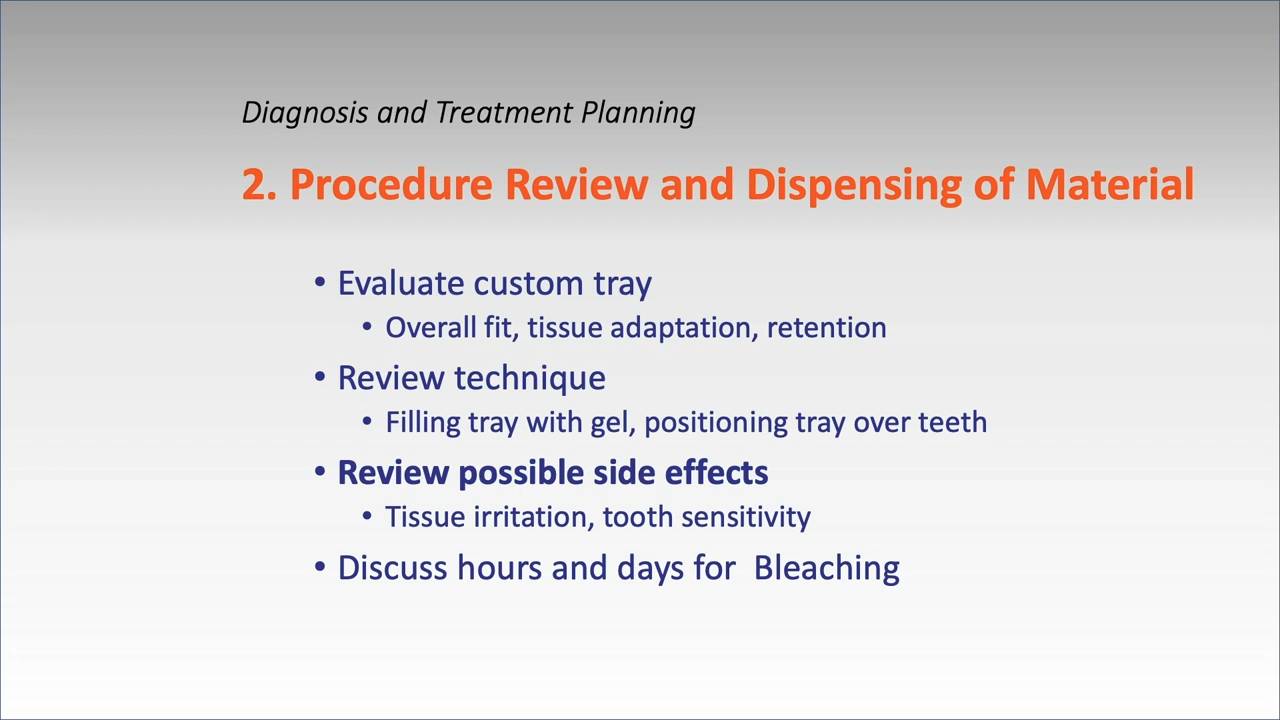 Diagnosis and Treatment Planning
2. Procedure Review and Dispensing of Material
• Evaluate custom tray
• Overall fit, tissue adaptation, retention
• Review technique
• Filling tray with gel, positioning tray over teeth
• Review possible side effects
• Tissue irritation, tooth sensitivity
• Discuss hours and days for  Bleaching